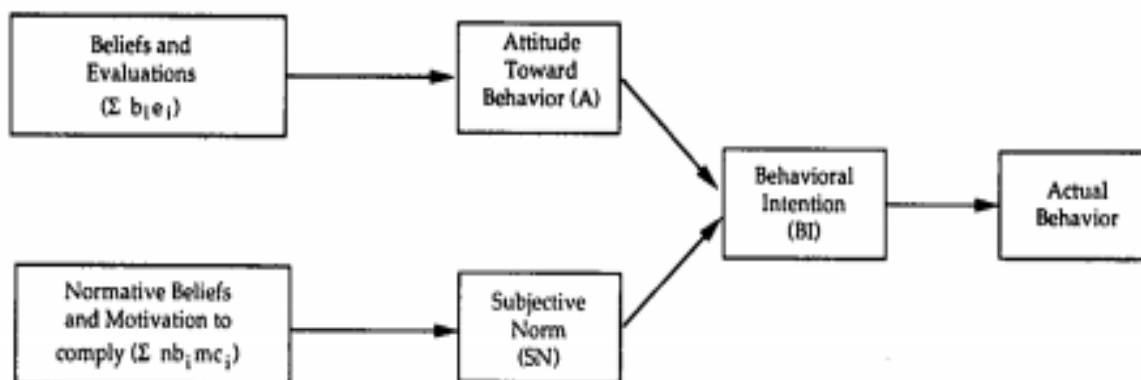 Beliefs and
Evaluations
(Σ bᵢeᵢ)
Attitude
Toward
Behavior (A)
Behavioral
Intention
(BI)
Actual
Behavior
Normative Beliefs
and Motivation to
comply (Σ nbᵢmcᵢ)
Subjective
Norm
(SN)